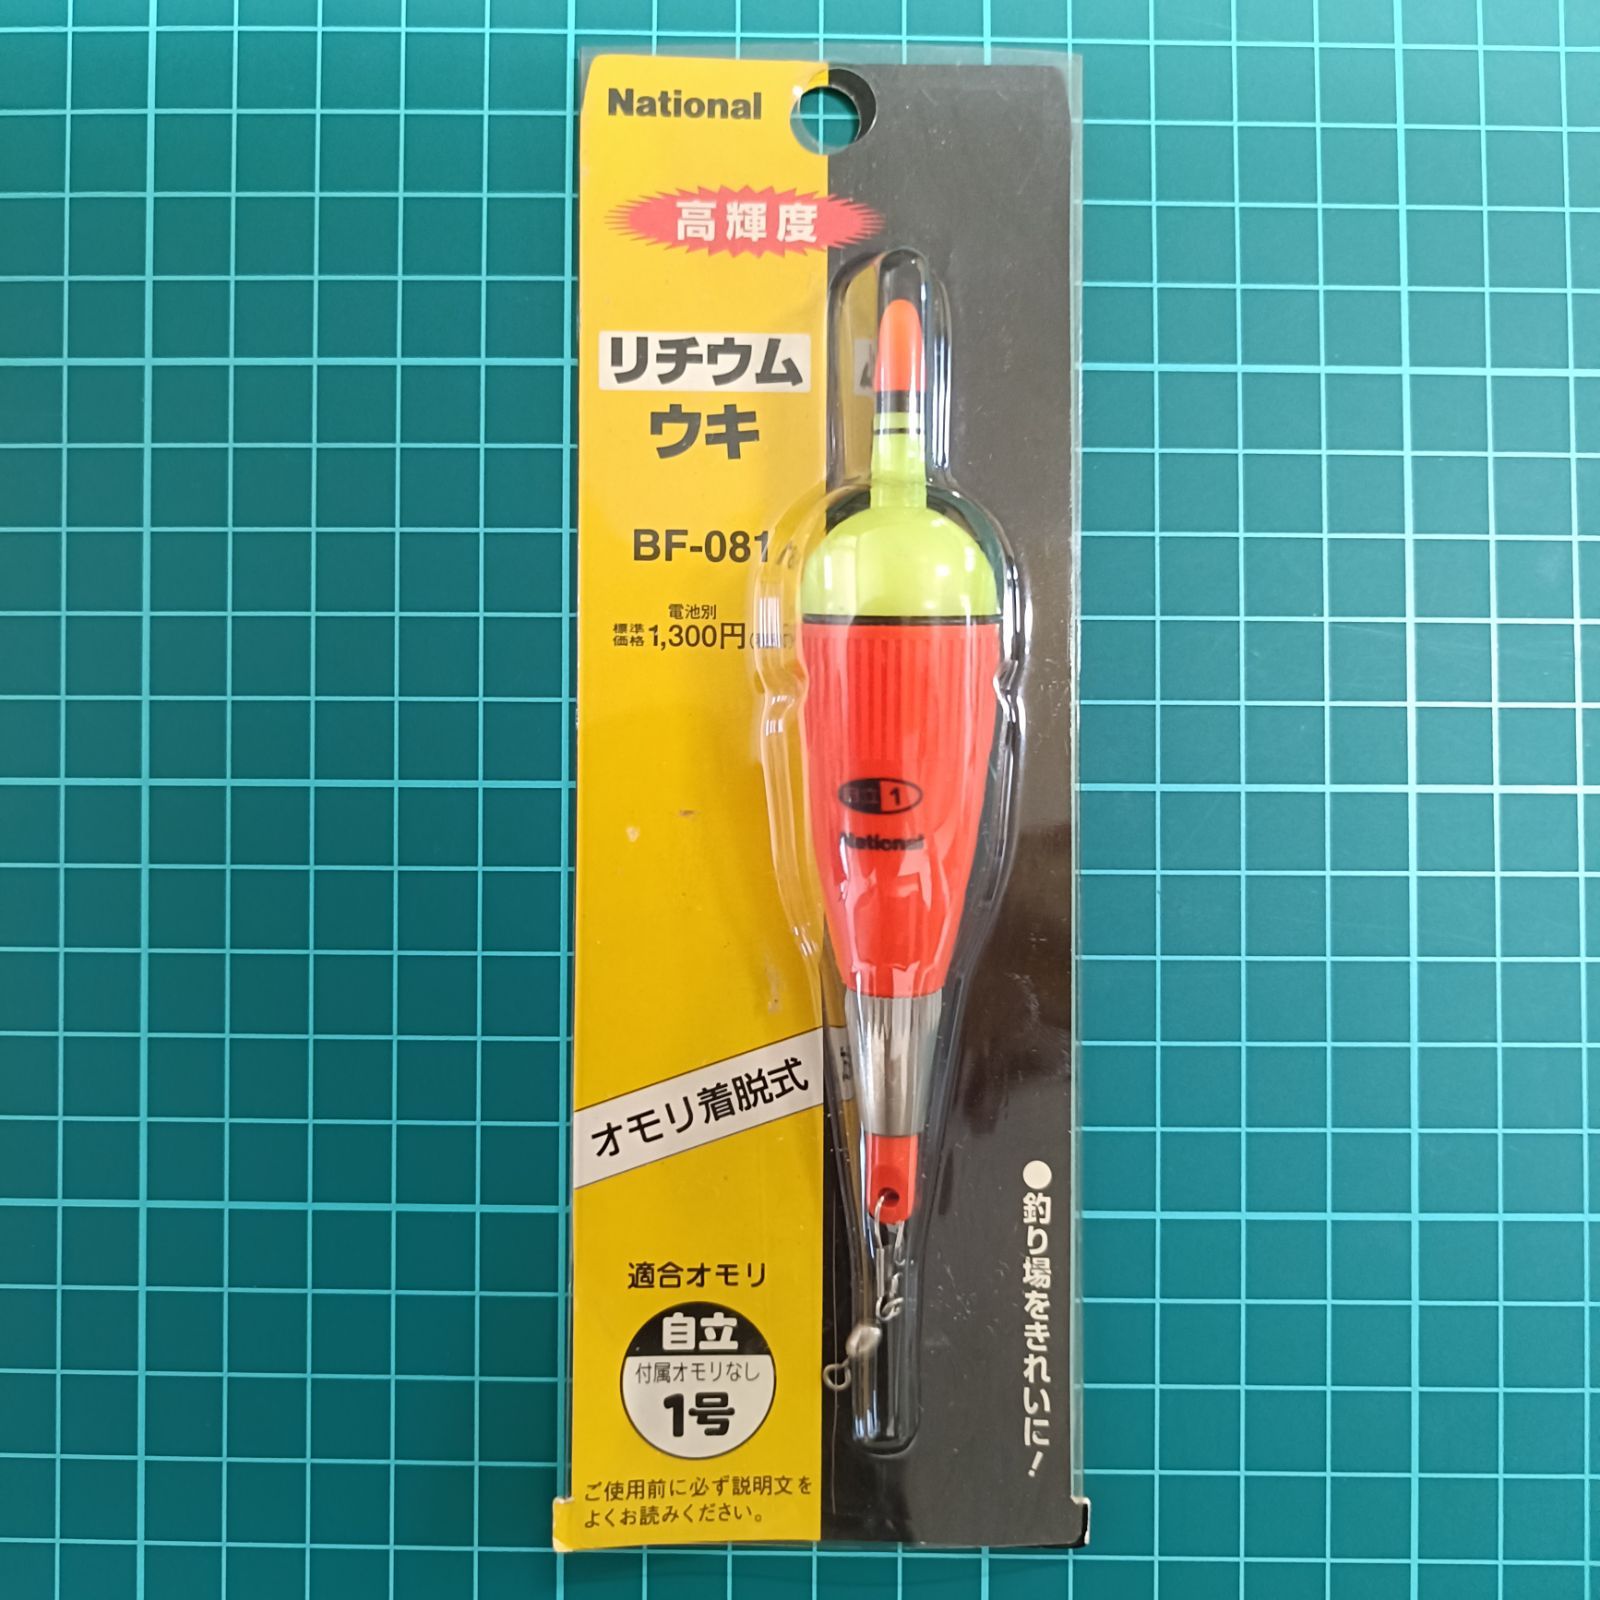 National
高輝度
リチウム
ウキ
BF-081
電池別
標準
価格 1,300円
自立 1
National
オモリ着脱式
適合オモリ
自立
付属オモリなし
1号
ご使用前に必ず説明文を
よくお読みください。
●釣り場をきれいに！